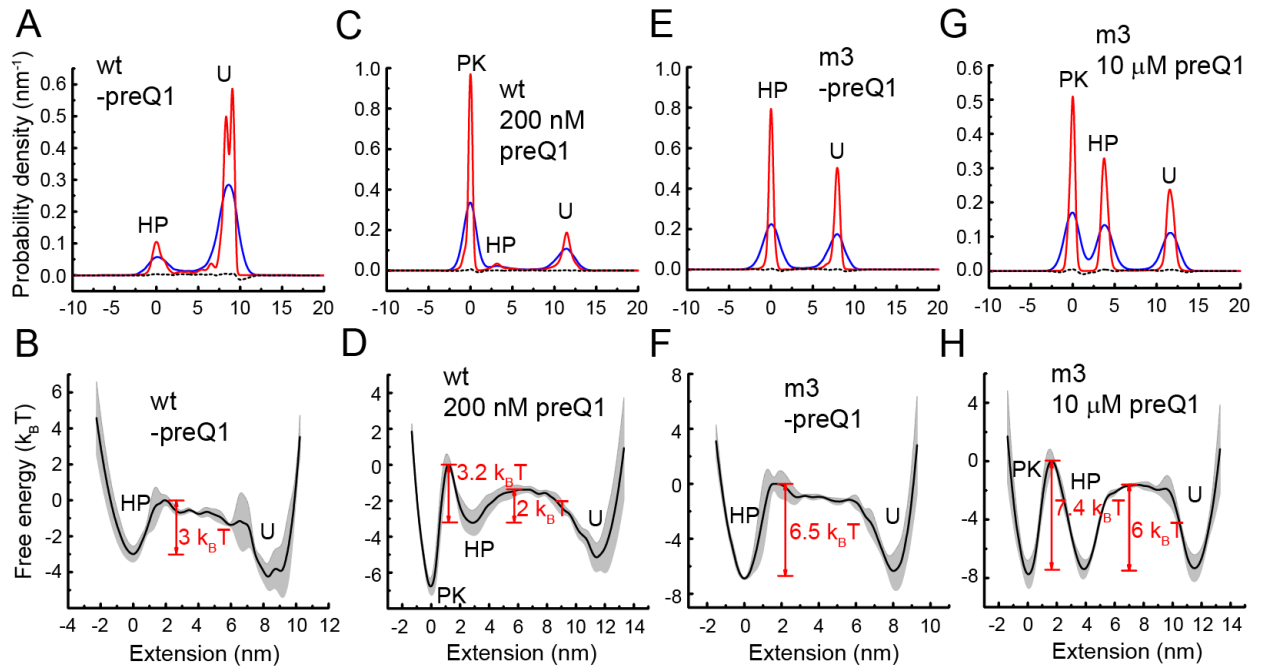 A
wt
-preQ1
HP
U
Probability density (nm⁻¹)
0.6
0.5
0.4
0.3
0.2
0.1
0.0
-10 -5 0 5 10 15 20
C
PK
wt
200 nM
preQ1
HP
U
1.0
0.8
0.6
0.4
0.2
0.0
-10 -5 0 5 10 15 20
E
m3
-preQ1
HP
U
1.0
0.8
0.6
0.4
0.2
0.0
-10 -5 0 5 10 15 20
G
m3
10 μM preQ1
PK
HP
U
0.6
0.5
0.4
0.3
0.2
0.1
0.0
-10 -5 0 5 10 15 20
B
wt
-preQ1
HP
U
3 k_BT
Free energy (k_BT)
6
4
2
0
-2
-4
-4 -2 0 2 4 6 8 10 12
Extension (nm)
D
wt
200 nM preQ1
3.2 k_BT
2 k_BT
HP
U
PK
4
2
0
-2
-4
-6
-2 0 2 4 6 8 10 12 14
Extension (nm)
F
m3
-preQ1
HP
U
6.5 k_BT
8
4
0
-4
-8
-2 0 2 4 6 8 10
Extension (nm)
H
m3
10 μM preQ1
PK
HP
U
7.4 k_BT
6 k_BT
4
0
-4
-8
-2 0 2 4 6 8 10 12 14
Extension (nm)